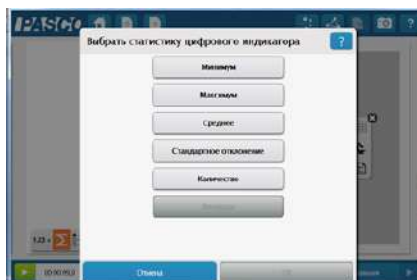 PASCO
Выбрать статистику цифрового индикатора
?
Минимум
Максимум
Среднее
Стандартное отклонение
Количество
Отмена